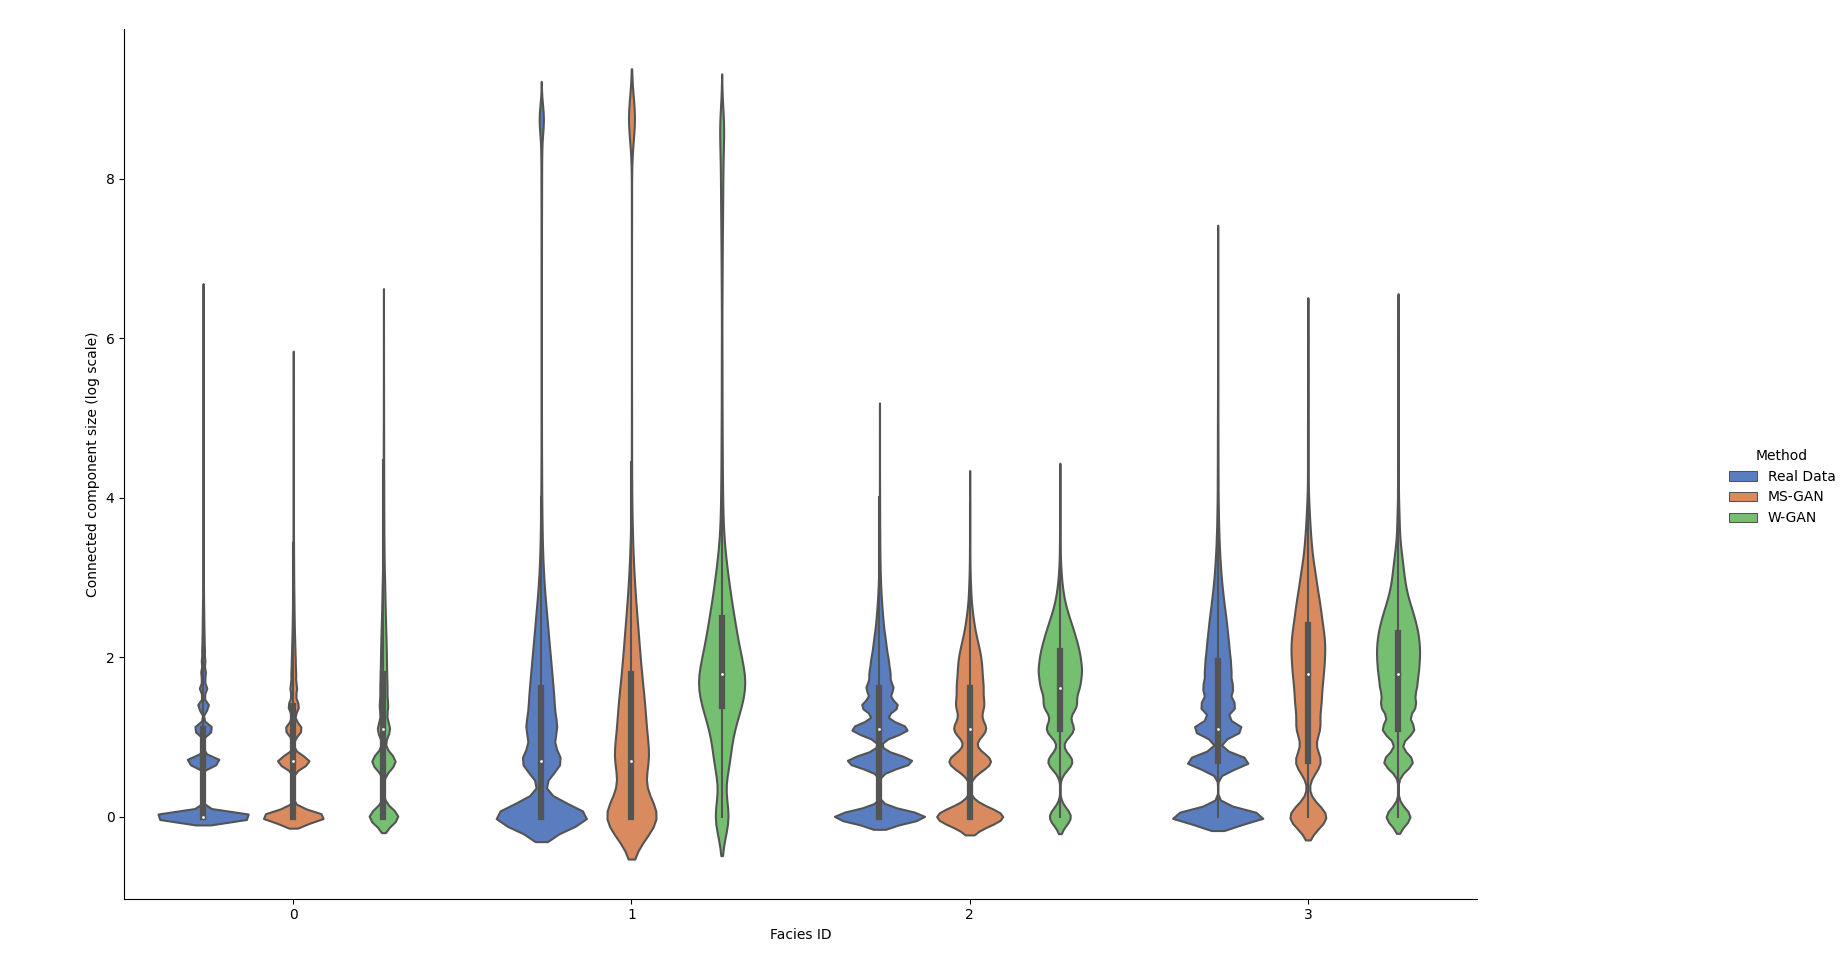 8
6
4
2
0
Connected component size (log scale)
0 1 2 3
Facies ID
Method
Real Data
MS-GAN
W-GAN